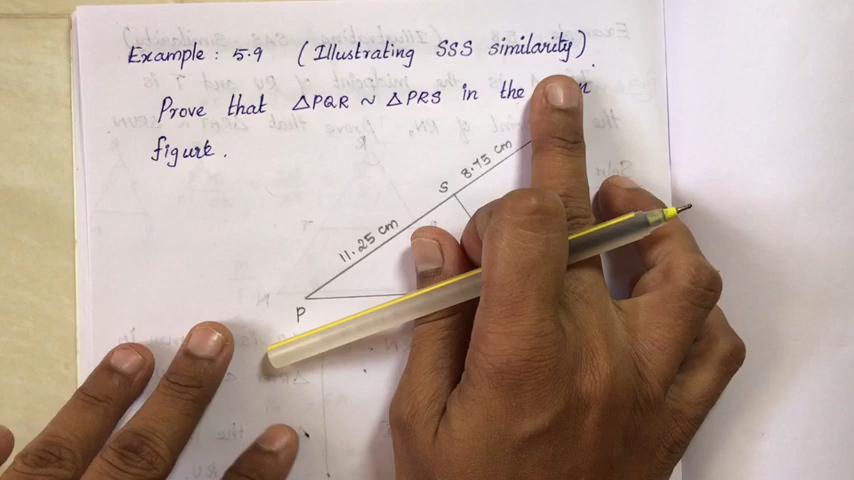 Example : 5.9 (Illustrating SSS similarity)
Prove that △PQR ~ △PRS in the
figure.
8.75 cm
S
11.25 cm
P